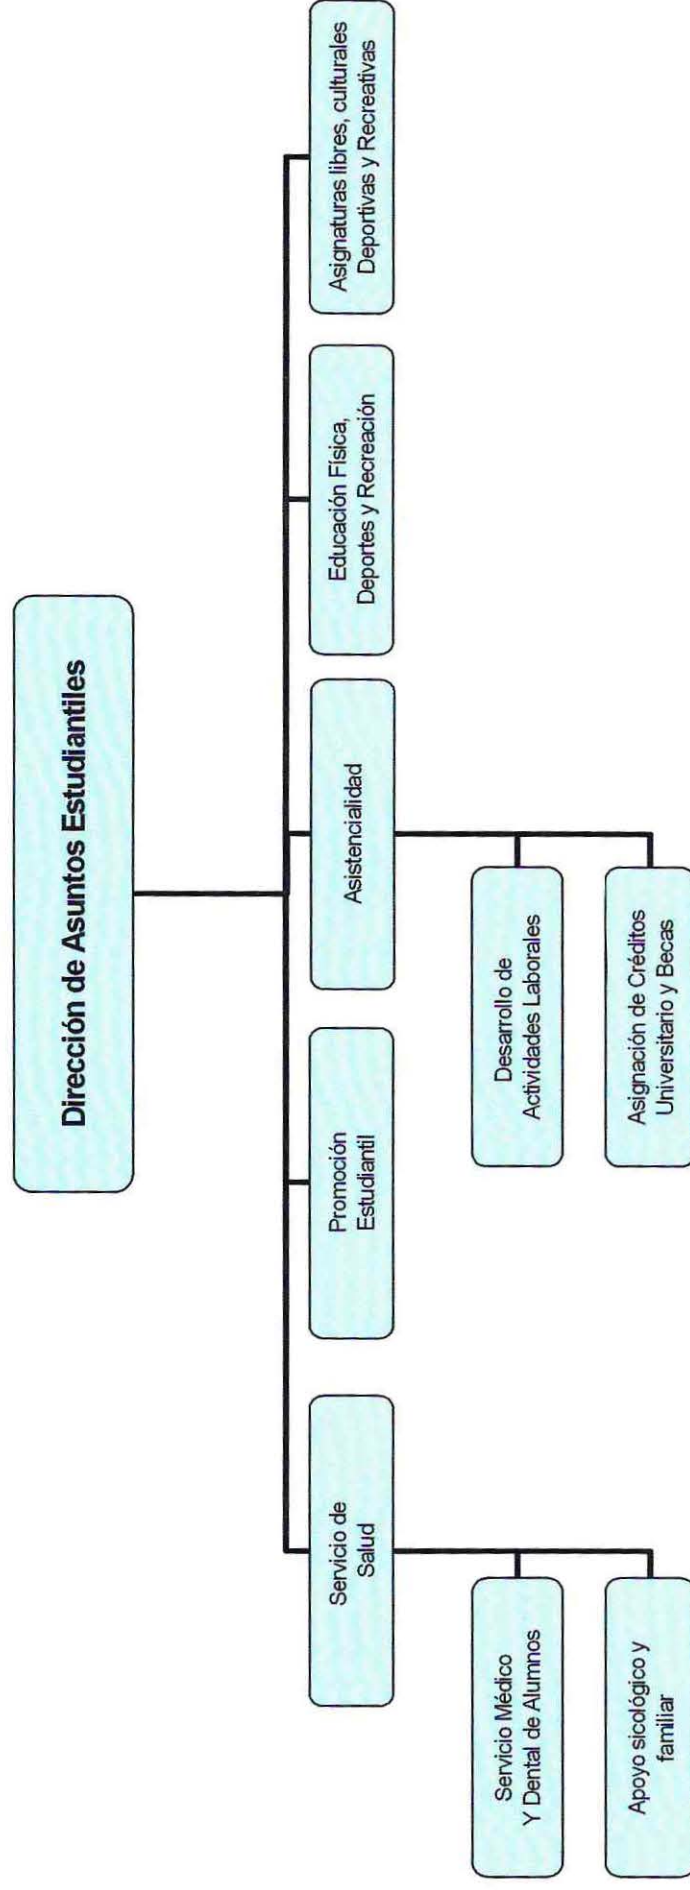 Dirección de Asuntos Estudiantiles
Servicio de
Salud
Promoción
Estudiantil
Asistencialidad
Educación Física,
Deportes y Recreación
Asignaturas libres, culturales
Deportivas y Recreativas
Servicio Médico
Y Dental de Alumnos
Apoyo sicológico y
familiar
Desarrollo de
Actividades Laborales
Asignación de Créditos
Universitario y Becas